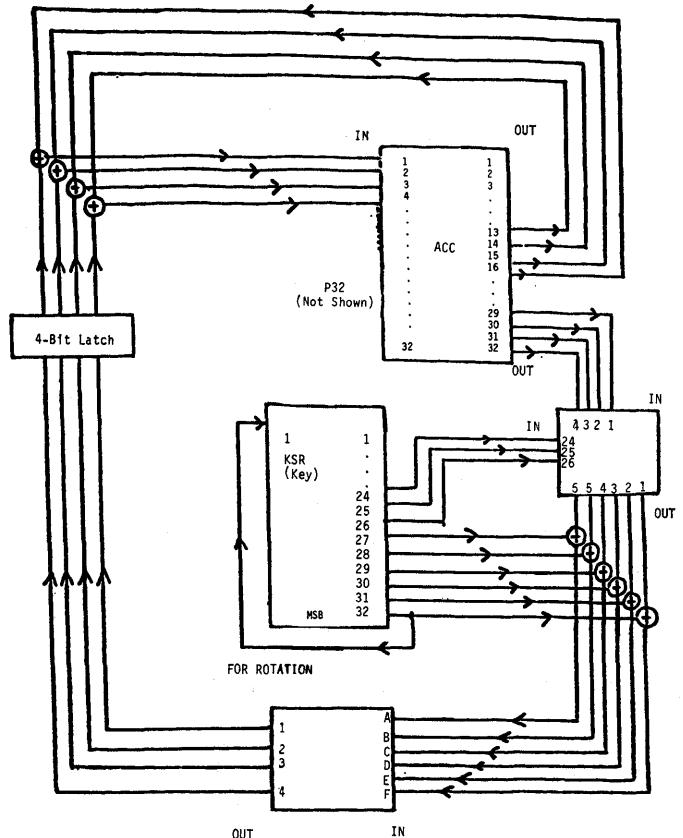 IN
OUT
1
2
3
4
32
ACC
1
2
3
13
14
15
16
29
30
31
32
P32
(Not Shown)
OUT
4-Bit Latch
IN
4 3 2 1
IN
24
25
26
5 5 4 3 2 1
OUT
1
1
KSR
(Key)
24
25
26
27
28
29
30
31
32
MSB
FOR ROTATION
1
2
3
4
A
B
C
D
E
F
OUT
IN